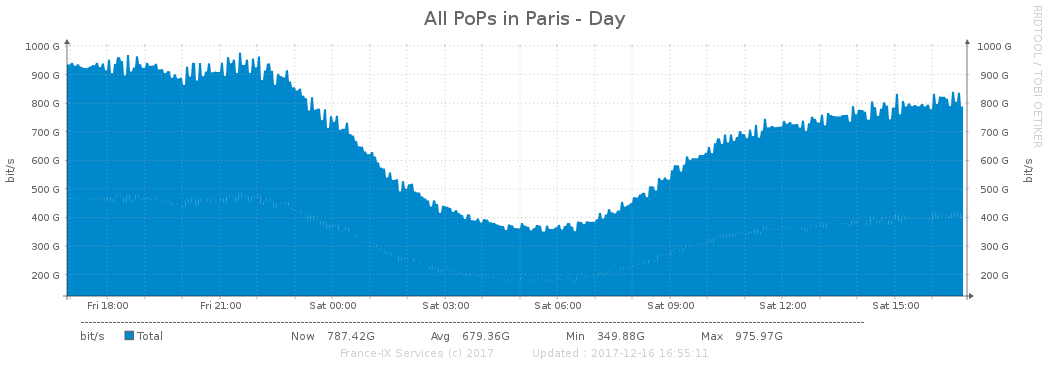 All PoPs in Paris - Day
RRDTOOL / TOBI OETIKER
bit/s
1000 G
900 G
800 G
700 G
600 G
500 G
400 G
300 G
200 G
1000 G
900 G
800 G
700 G
600 G
500 G
400 G
300 G
200 G
bit/s
Fri 18:00 Fri 21:00 Sat 00:00 Sat 03:00 Sat 06:00 Sat 09:00 Sat 12:00 Sat 15:00
bit/s Total Now 787.42G Avg 679.36G Min 349.88G Max 975.97G
France-IX Services (c) 2017 Updated : 2017-12-16 16:55:11